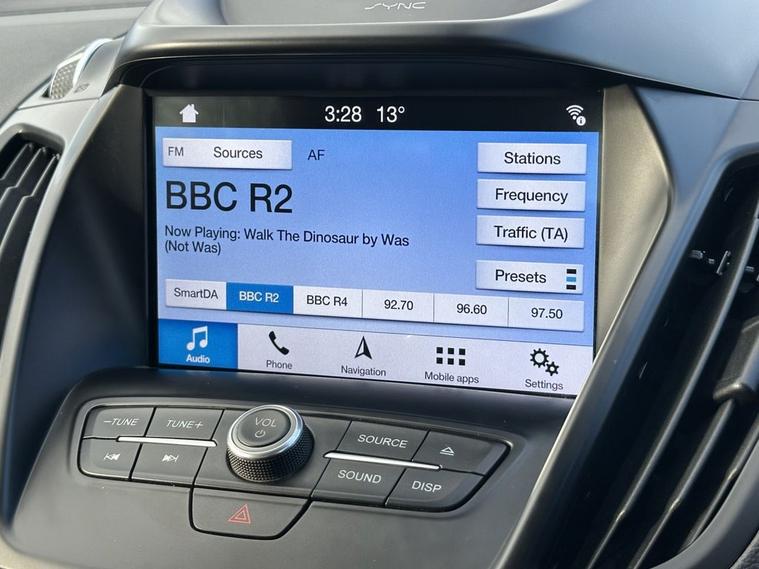 SYNC
3:28 13°
FM Sources AF Stations
BBC R2
Frequency
Now Playing: Walk The Dinosaur by Was
(Not Was)
Traffic (TA)
Presets
SmartDA BBC R2 BBC R4 92.70 96.60 97.50
Audio Phone Navigation Mobile apps Settings
−TUNE TUNE+ VOL SOURCE
SOUND DISP